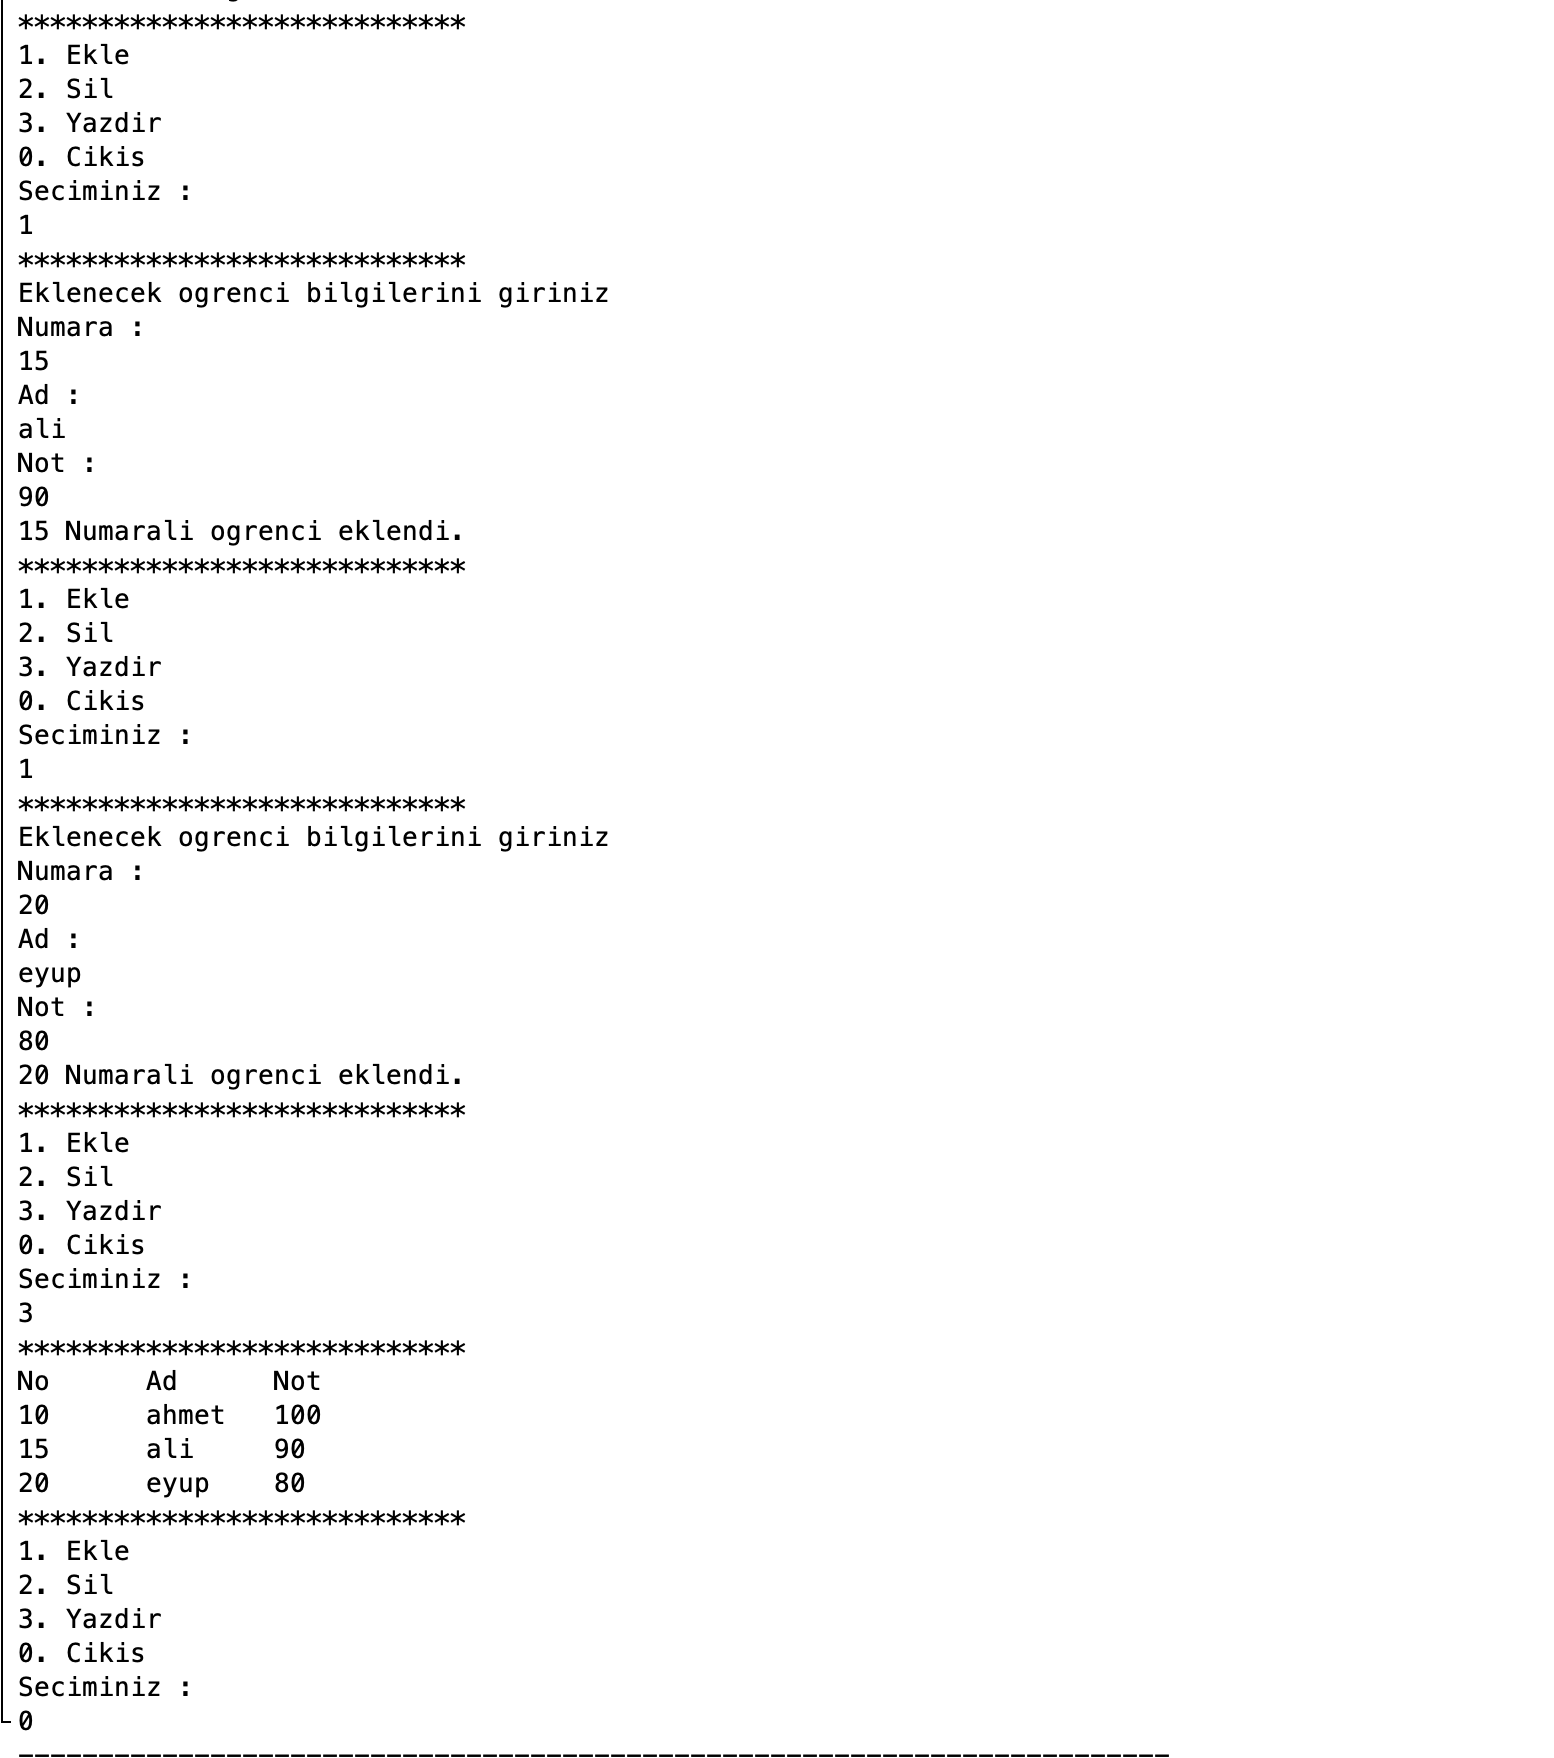 ****************************
1. Ekle
2. Sil
3. Yazdir
0. Cikis
Seciminiz :
1
****************************
Eklenecek ogrenci bilgilerini giriniz
Numara :
15
Ad :
ali
Not :
90
15 Numarali ogrenci eklendi.
****************************
1. Ekle
2. Sil
3. Yazdir
0. Cikis
Seciminiz :
1
****************************
Eklenecek ogrenci bilgilerini giriniz
Numara :
20
Ad :
eyup
Not :
80
20 Numarali ogrenci eklendi.
****************************
1. Ekle
2. Sil
3. Yazdir
0. Cikis
Seciminiz :
3
****************************
No      Ad      Not
10      ahmet   100
15      ali     90
20      eyup    80
****************************
1. Ekle
2. Sil
3. Yazdir
0. Cikis
Seciminiz :
0
------------------------------------------------------------------------